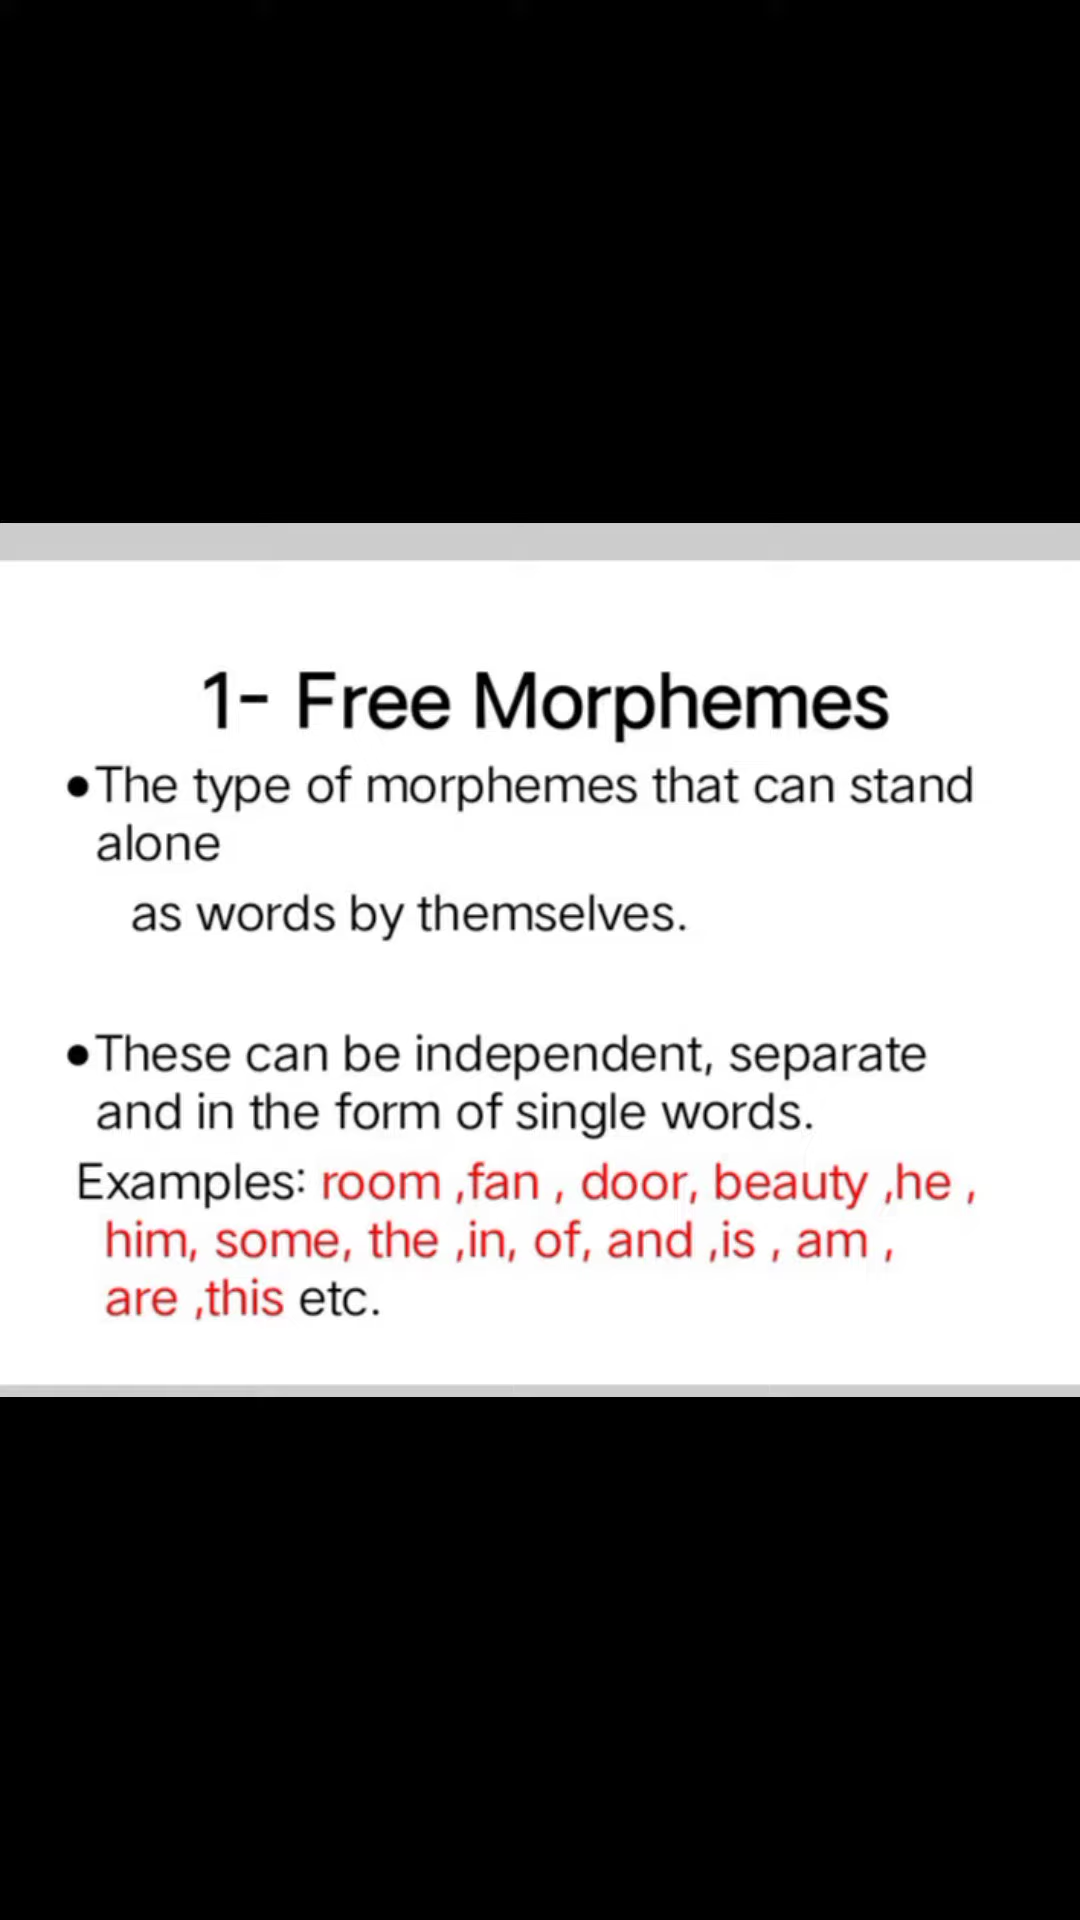 1- Free Morphemes
●The type of morphemes that can stand
alone
as words by themselves.
●These can be independent, separate
and in the form of single words.
Examples: room ,fan , door, beauty ,he ,
him, some, the ,in, of, and ,is , am ,
are ,this etc.